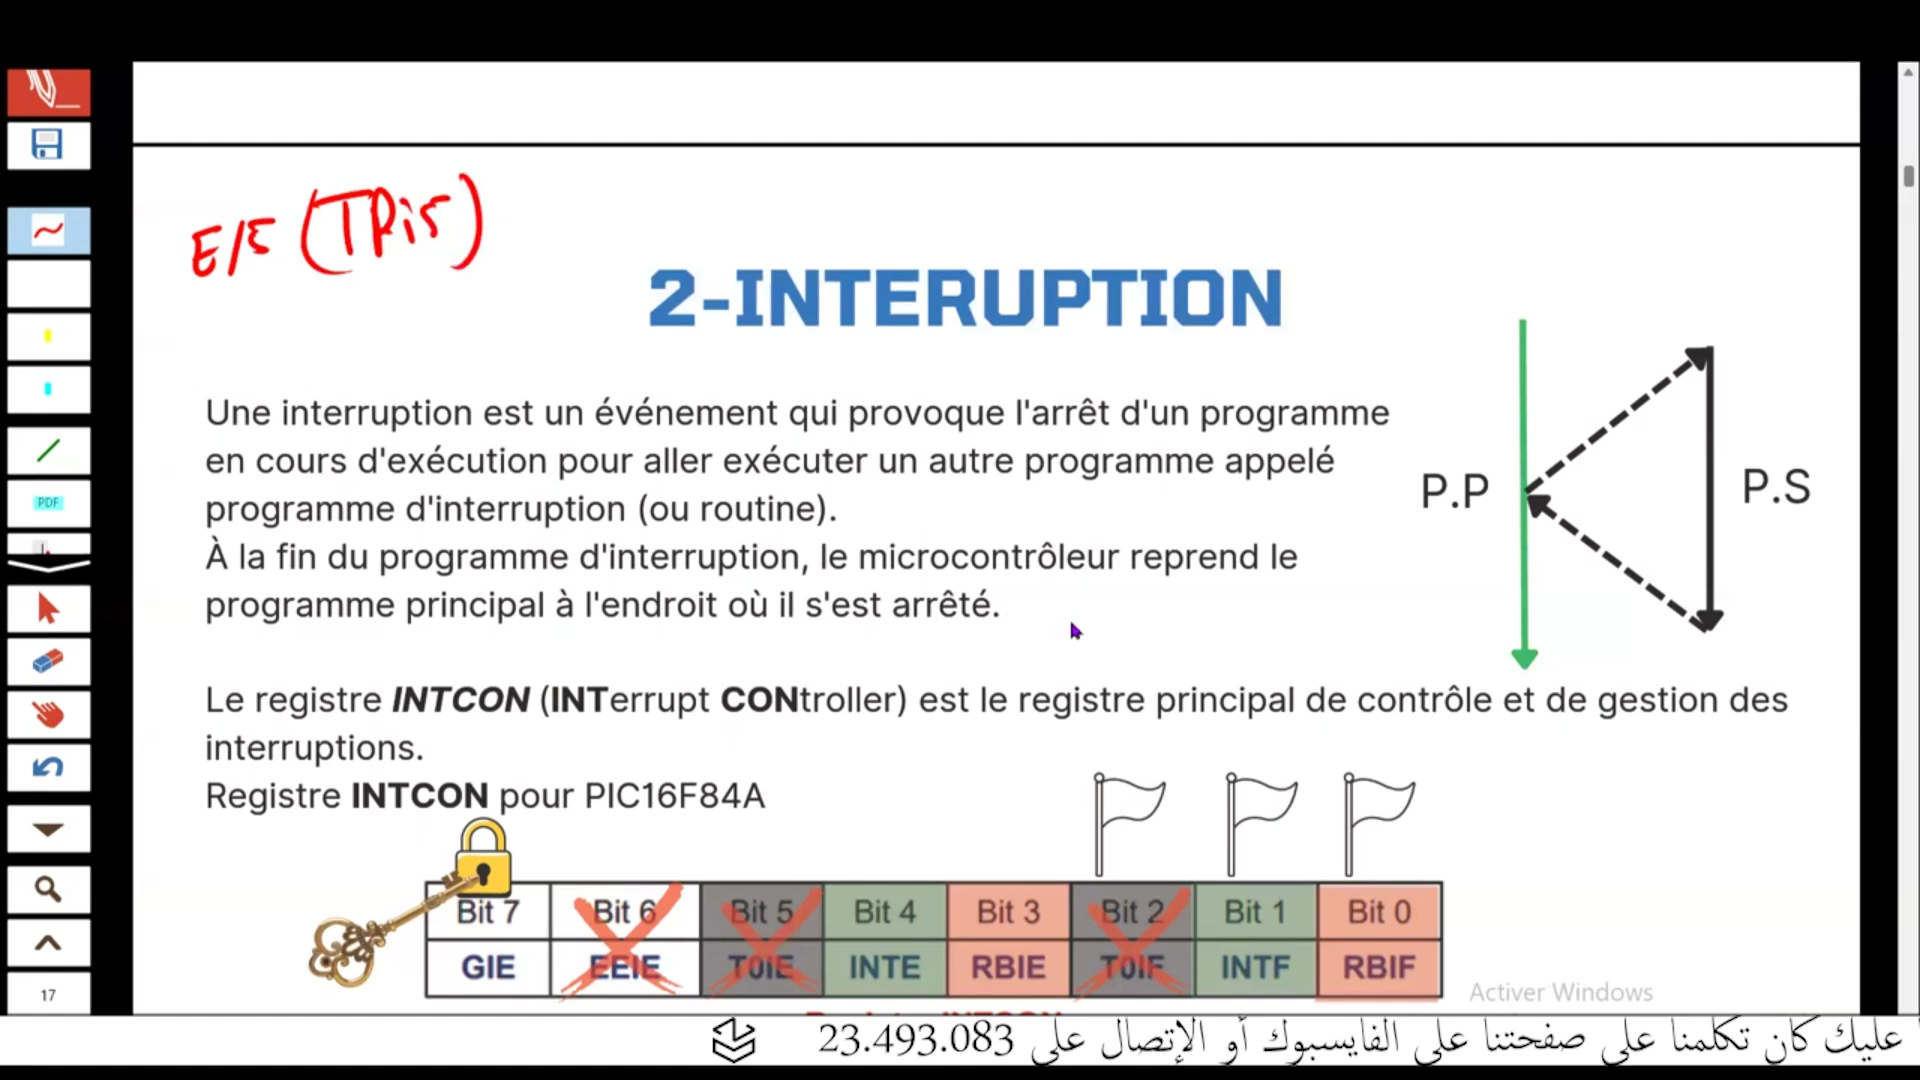 E/S (TRiS)
2-INTERUPTION
Une interruption est un événement qui provoque l'arrêt d'un programme
en cours d'exécution pour aller exécuter un autre programme appelé
programme d'interruption (ou routine).
À la fin du programme d'interruption, le microcontrôleur reprend le
programme principal à l'endroit où il s'est arrêté.
P.P
P.S
Le registre INTCON (INTerrupt CONtroller) est le registre principal de contrôle et de gestion des
interruptions.
Registre INTCON pour PIC16F84A
Bit 7 Bit 6 Bit 5 Bit 4 Bit 3 Bit 2 Bit 1 Bit 0
GIE EEIE T0IE INTE RBIE T0IF INTF RBIF
Activer Windows
PDF
17
عليك كان تكلمنا على صفحتنا على الفايسبوك أو الإتصال على 23.493.083